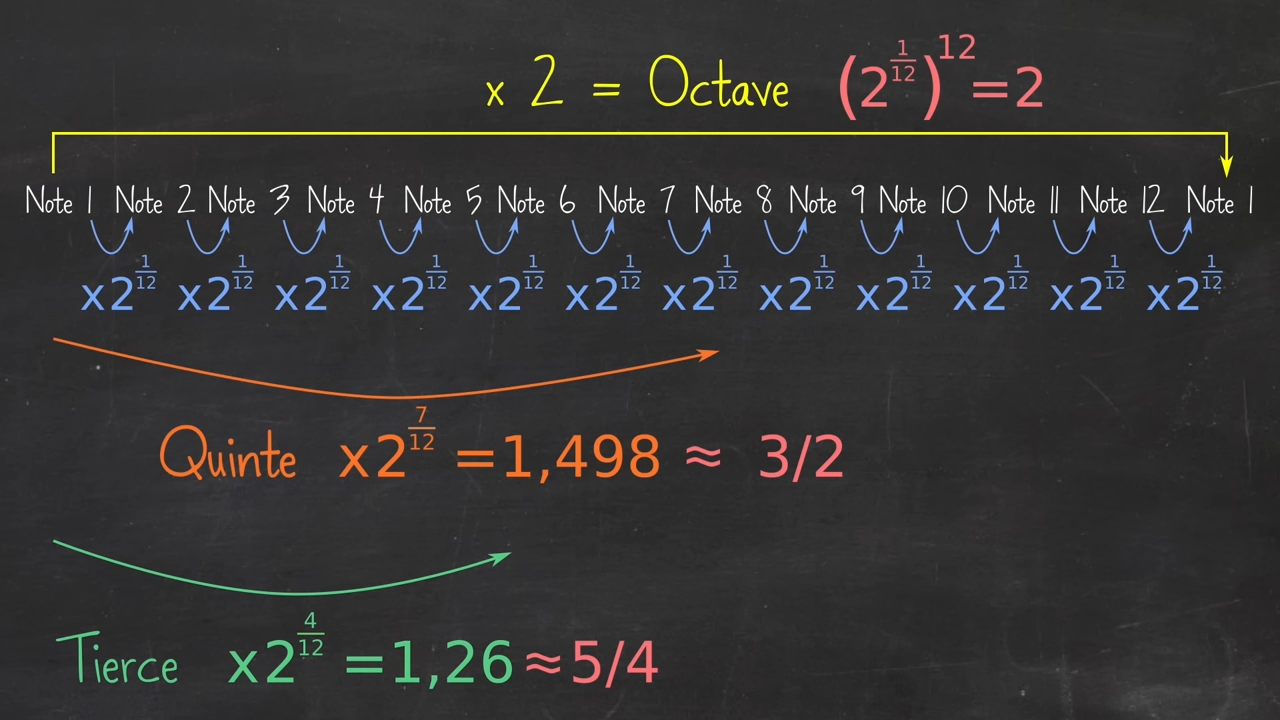 x 2 = Octave (2^(1/12))^12=2
Note 1 Note 2 Note 3 Note 4 Note 5 Note 6 Note 7 Note 8 Note 9 Note 10 Note 11 Note 12 Note 1
x2^(1/12) x2^(1/12) x2^(1/12) x2^(1/12) x2^(1/12) x2^(1/12) x2^(1/12) x2^(1/12) x2^(1/12) x2^(1/12) x2^(1/12) x2^(1/12)
Quinte x2^(7/12) =1,498 ≈ 3/2
Tierce x2^(4/12) =1,26≈5/4